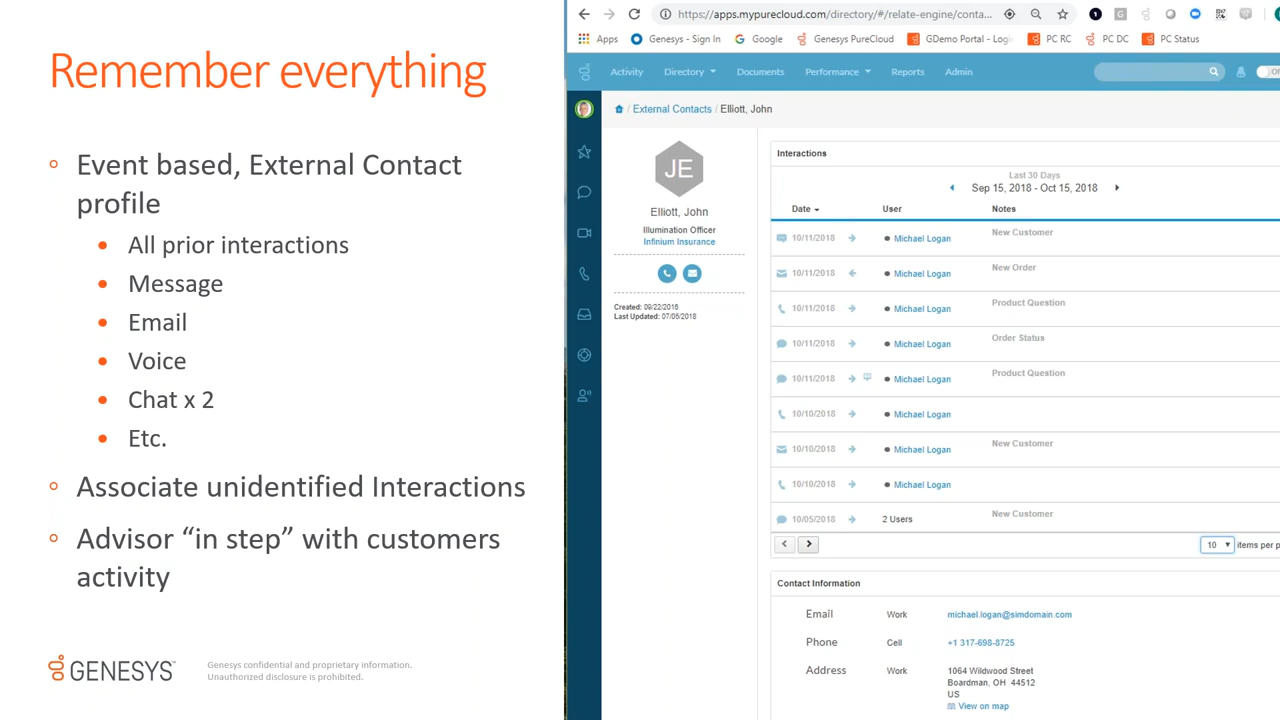 Remember everything
Event based, External Contact
profile
All prior interactions
Message
Email
Voice
Chat x 2
Etc.
Associate unidentified Interactions
Advisor “in step” with customers
activity
GENESYS™
Genesys confidential and proprietary information.
Unauthorized disclosure is prohibited.
https://apps.mypurecloud.com/directory/#/relate-engine/conta...
Apps Genesys - Sign In Google Genesys PureCloud GDemo Portal - Logi PC RC PC DC PC Status
Activity Directory Documents Performance Reports Admin
/ External Contacts / Elliott, John
JE
Elliott, John
Illumination Officer
Infinium Insurance
Created: 09/22/2016
Last Updated: 07/05/2018
Interactions
Last 30 Days
Sep 15, 2018 - Oct 15, 2018
Date User Notes
10/11/2018 Michael Logan New Customer
10/11/2018 Michael Logan New Order
10/11/2018 Michael Logan Product Question
10/11/2018 Michael Logan Order Status
10/11/2018 Michael Logan Product Question
10/10/2018 Michael Logan
10/10/2018 Michael Logan New Customer
10/10/2018 Michael Logan
10/05/2018 2 Users New Customer
10 items per p
Contact Information
Email Work michael.logan@simdomain.com
Phone Cell +1 317-698-8725
Address Work 1064 Wildwood Street
Boardman, OH 44512
US
View on map